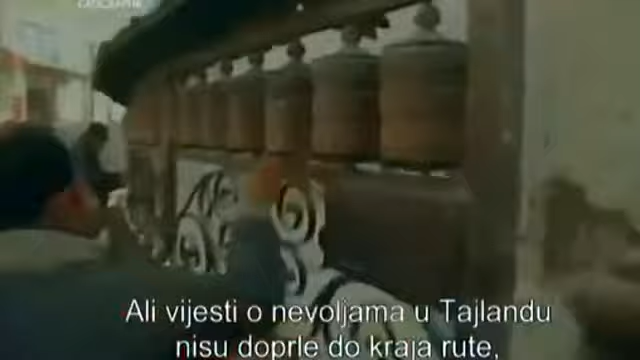 Ali vijesti o nevoljama u Tajlandu
nisu doprle do kraja rute,